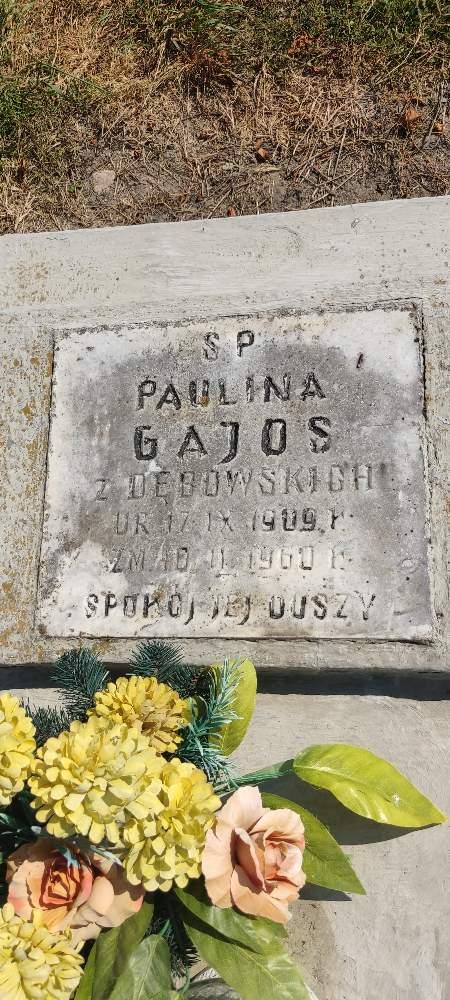 SP
PAULINA
GAJOS
Z DĘBOWSKICH
UR 17 IX 1909 R
ZM 10 II 1960 R
SPOKÓJ JEJ DUSZY